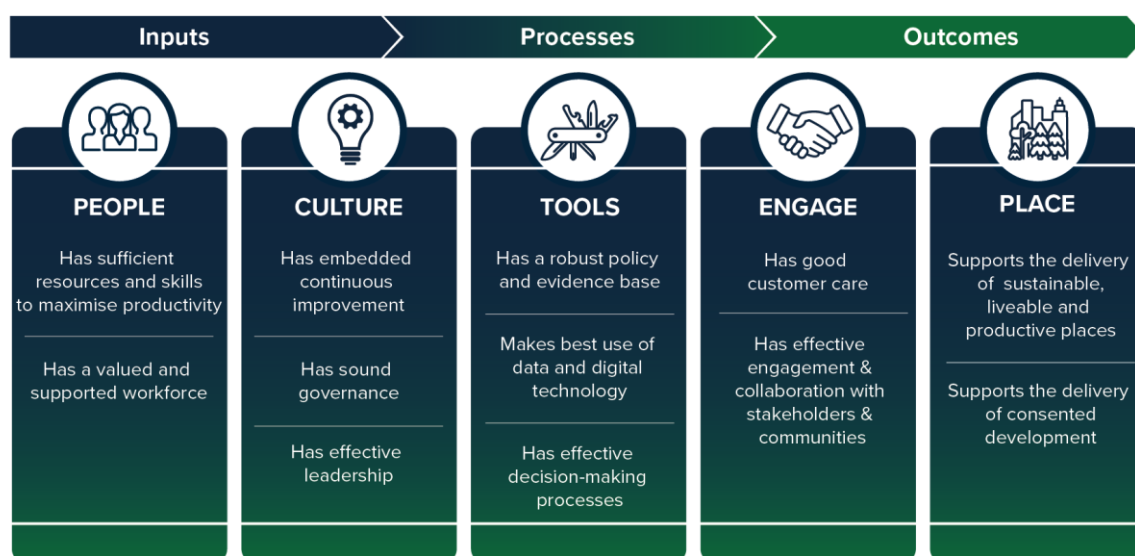 Inputs
Processes
Outcomes
PEOPLE
Has sufficient
resources and skills
to maximise productivity
Has a valued and
supported workforce
CULTURE
Has embedded
continuous
improvement
Has sound
governance
Has effective
leadership
TOOLS
Has a robust policy
and evidence base
Makes best use of
data and digital
technology
Has effective
decision-making
processes
ENGAGE
Has good
customer care
Has effective
engagement &
collaboration with
stakeholders &
communities
PLACE
Supports the delivery
of sustainable,
liveable and
productive places
Supports the delivery
of consented
development